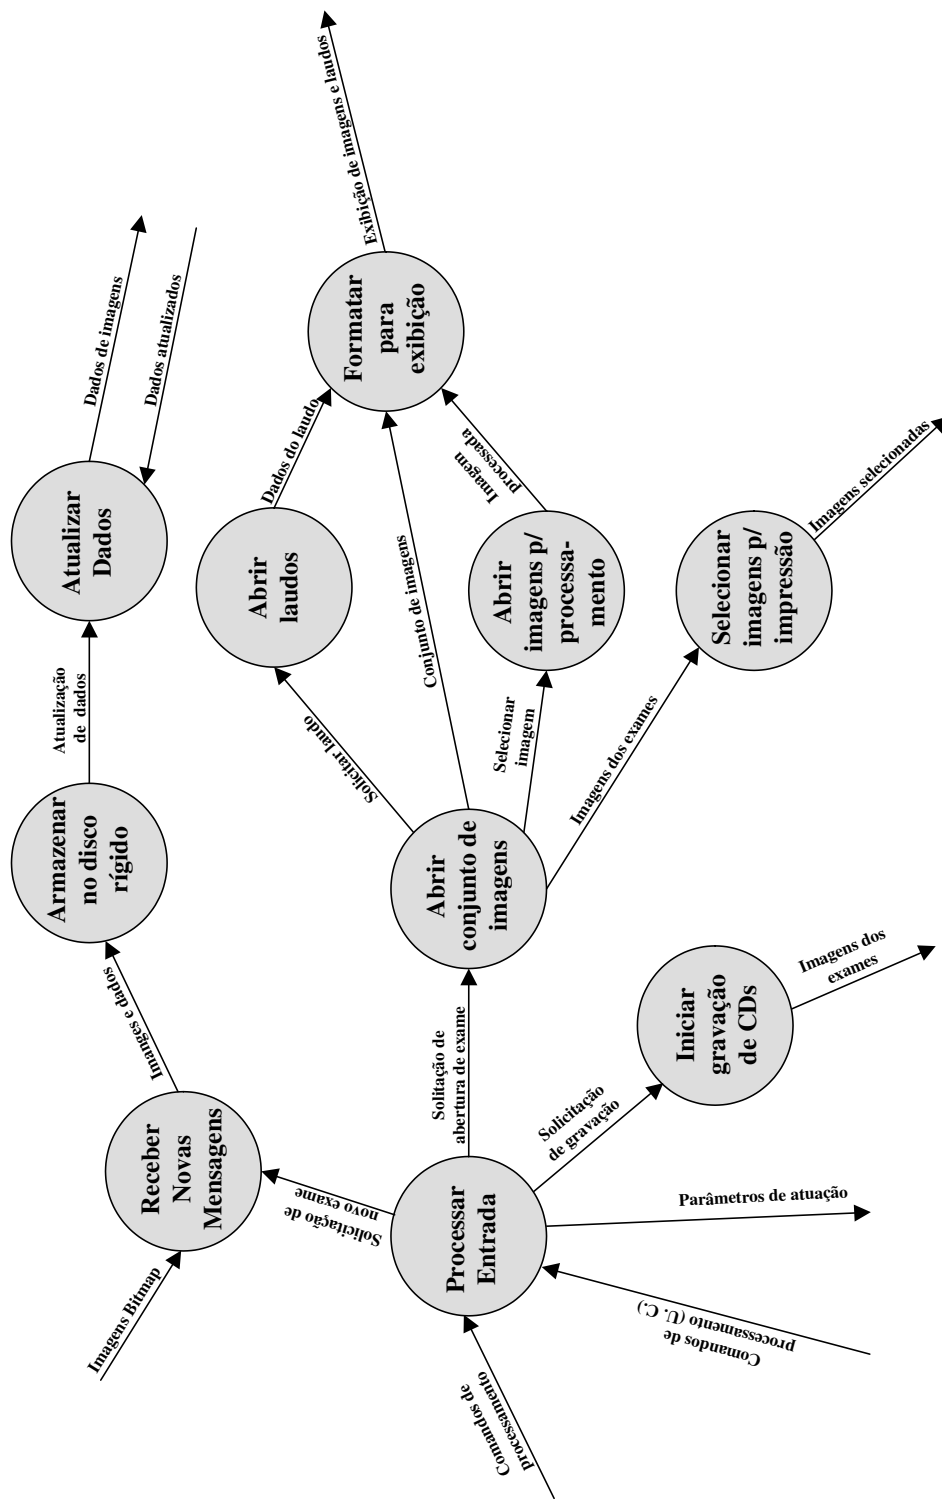 Exibição de imagens e laudos
Dados de imagens
Dados atualizados
Formatar
para
exibição
Atualizar
Dados
Dados do laudo
Imagem
processada
Conjunto de imagens
Abrir
laudos
Abrir
imagens p/
processa-
mento
Selecionar
imagens p/
impressão
Imagens selecionadas
Atualização
de dados
Solicitar laudo
Selecionar
imagem
Imagens dos exames
Armazenar
no disco
rígido
Abrir
conjunto de
imagens
Imanges e dados
Solitação de
abertura de exame
Iniciar
gravação
de CDs
Imagens dos
exames
Solicitação
de gravação
Receber
Novas
Mensagens
Solicitação de
novo exame
Processar
Entrada
Parâmetros de atuação
Imagens Bitmap
Comandos de
processamento (U. C.)
Comandos de
processamento